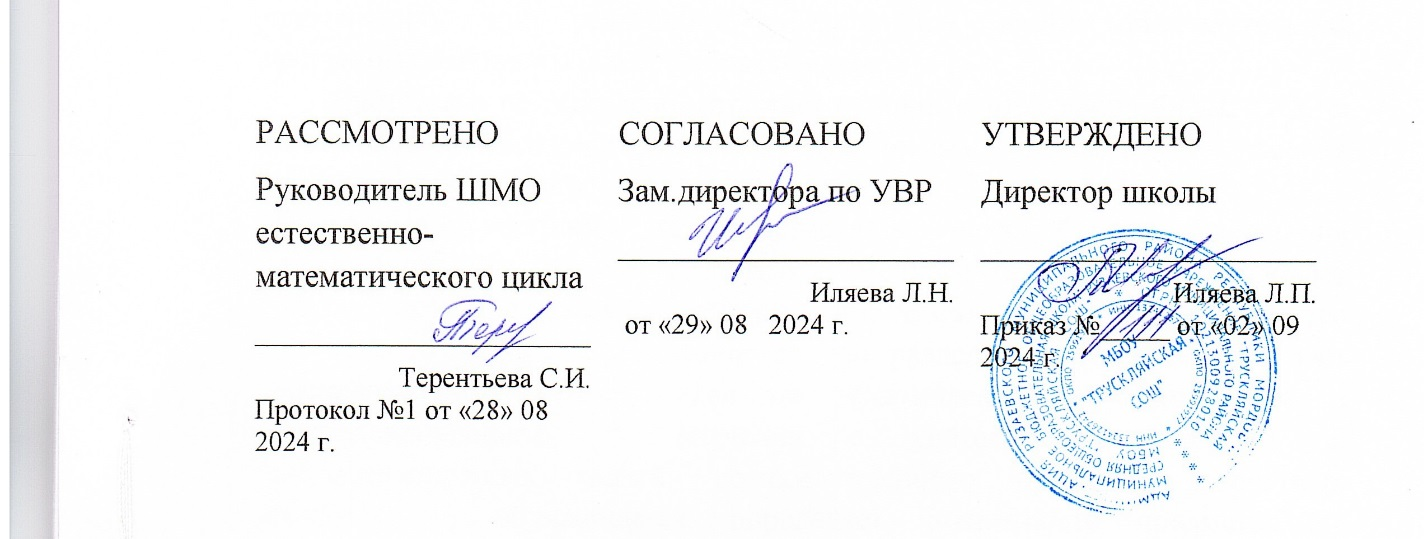 РАССМОТРЕНО
Руководитель ШМО
естественно-
математического цикла
Терентьева С.И.
Протокол №1 от «28» 08
2024 г.
СОГЛАСОВАНО
Зам.директора по УВР
Иляева Л.Н.
от «29» 08 2024 г.
УТВЕРЖДЕНО
Директор школы
Иляева Л.П.
Приказ № от «02» 09
2024 г.
МБОУ
"ТРУСКЛЯЙСКАЯ
СОШ"